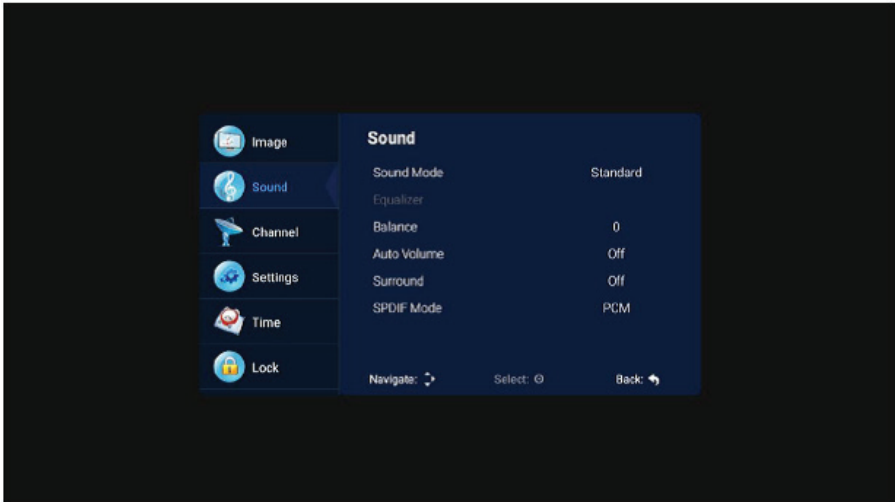 Image
Sound
Channel
Settings
Time
Lock
Sound
Sound Mode Standard
Equalizer
Balance 0
Auto Volume Off
Surround Off
SPDIF Mode PCM
Navigate: Select: Back: